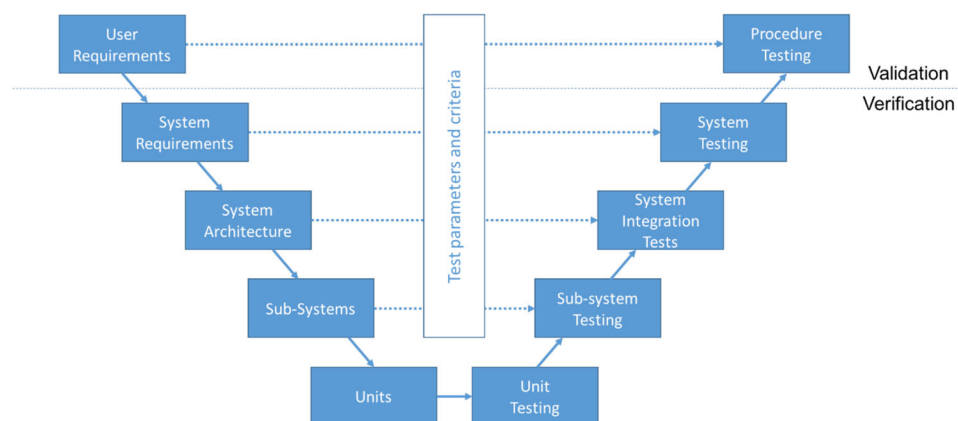 User
Requirements
Procedure
Testing
Validation
Verification
System
Requirements
System
Testing
Test parameters and criteria
System
Architecture
System
Integration
Tests
Sub-Systems
Sub-system
Testing
Units
Unit
Testing